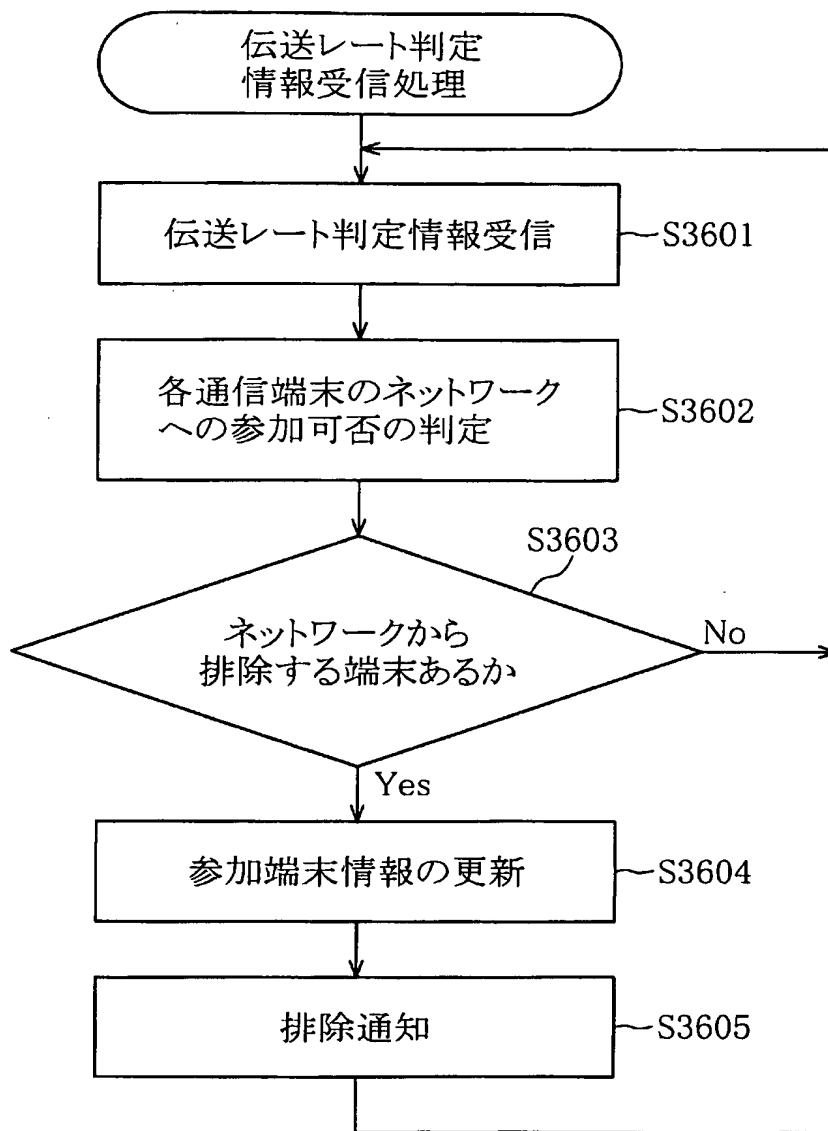 伝送レート判定
情報受信処理
伝送レート判定情報受信
S3601
各通信端末のネットワーク
への参加可否の判定
S3602
S3603
ネットワークから
排除する端末あるか
No
Yes
参加端末情報の更新
S3604
排除通知
S3605